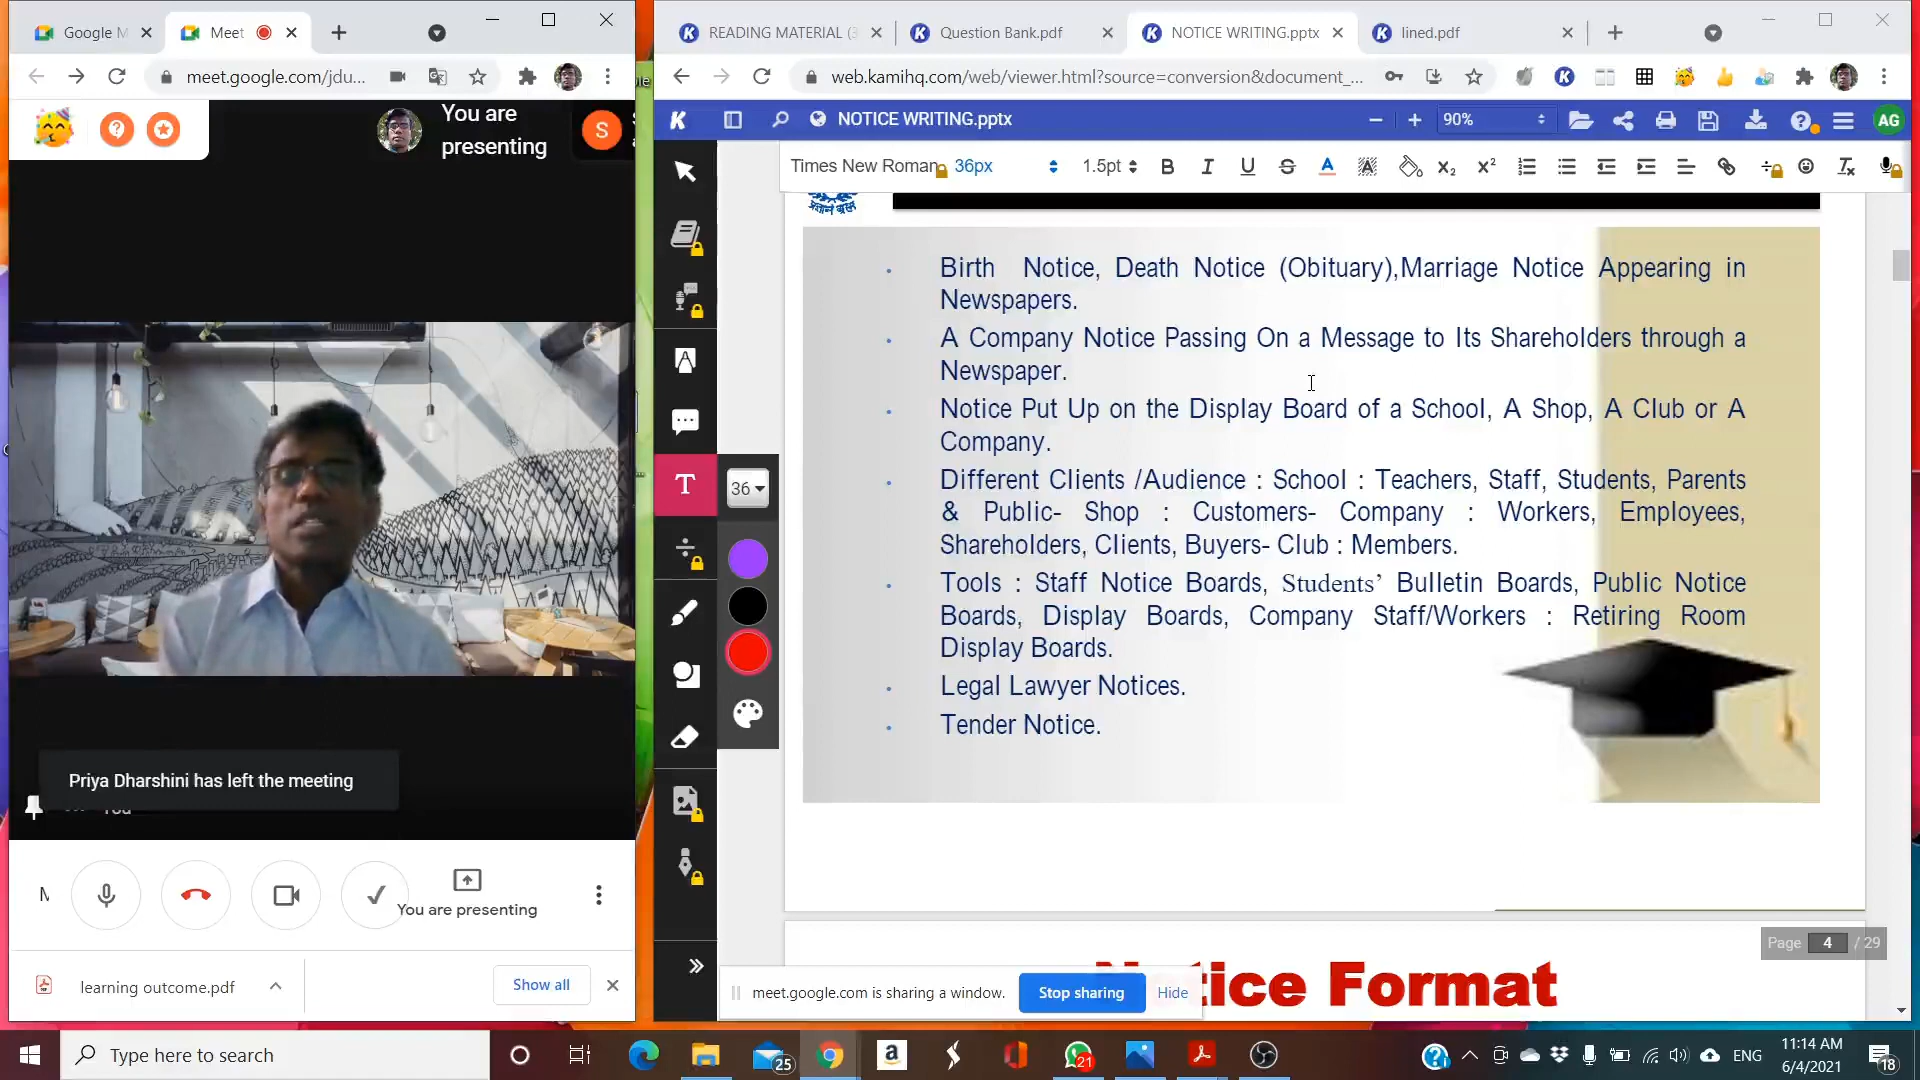 Google M
Meet
meet.google.com/jdu...
You are
presenting
S
Priya Dharshini has left the meeting
You are presenting
learning outcome.pdf
Show all
READING MATERIAL (3
Question Bank.pdf
NOTICE WRITING.pptx
lined.pdf
web.kamihq.com/web/viewer.html?source=conversion&document_...
NOTICE WRITING.pptx
90%
AG
Times New Roman
36px
1.5pt
B I U S A X₂ X²
T
36
Birth Notice, Death Notice (Obituary),Marriage Notice Appearing in
Newspapers.
A Company Notice Passing On a Message to Its Shareholders through a
Newspaper.
Notice Put Up on the Display Board of a School, A Shop, A Club or A
Company.
Different Clients /Audience : School : Teachers, Staff, Students, Parents
& Public- Shop : Customers- Company : Workers, Employees,
Shareholders, Clients, Buyers- Club : Members.
Tools : Staff Notice Boards, Students’ Bulletin Boards, Public Notice
Boards, Display Boards, Company Staff/Workers : Retiring Room
Display Boards.
Legal Lawyer Notices.
Tender Notice.
Page 4 / 29
Notice Format
meet.google.com is sharing a window.
Stop sharing
Hide
Type here to search
25
21
ENG
11:14 AM
6/4/2021
18